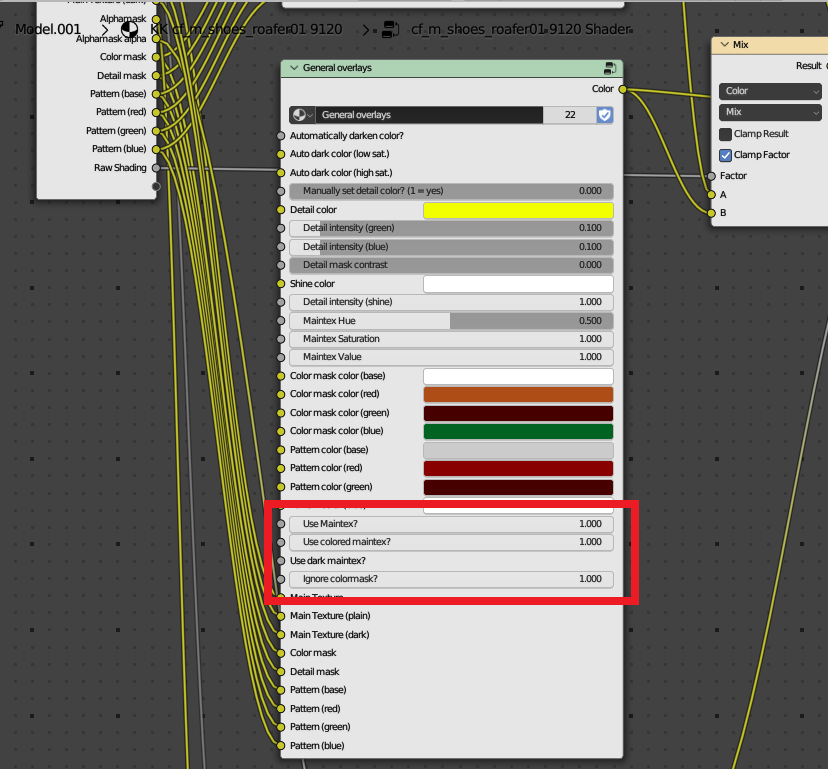 Model.001 > KK cf_m_shoes_roafer01 9120 > cf_m_shoes_roafer01 9120 Shader
Alphamask
Alphamask alpha
Color mask
Detail mask
Pattern (base)
Pattern (red)
Pattern (green)
Pattern (blue)
Raw Shading
General overlays
Color
General overlays 22
Automatically darken color?
Auto dark color (low sat.)
Auto dark color (high sat.)
Manually set detail color? (1 = yes) 0.000
Detail color
Detail intensity (green) 0.100
Detail intensity (blue) 0.100
Detail mask contrast 0.000
Shine color
Detail intensity (shine) 1.000
Maintex Hue 0.500
Maintex Saturation 1.000
Maintex Value 1.000
Color mask color (base)
Color mask color (red)
Color mask color (green)
Color mask color (blue)
Pattern color (base)
Pattern color (red)
Pattern color (green)
Use Maintex? 1.000
Use colored maintex? 1.000
Use dark maintex?
Ignore colormask? 1.000
Main Texture
Main Texture (plain)
Main Texture (dark)
Color mask
Detail mask
Pattern (base)
Pattern (red)
Pattern (green)
Pattern (blue)
Mix
Result
Color
Mix
Clamp Result
Clamp Factor
Factor
A
B